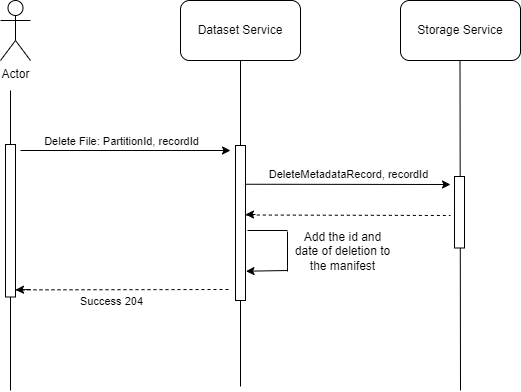 Dataset Service
Storage Service
Actor
Delete File: PartitionId, recordId
DeleteMetadataRecord, recordId
Add the id and
date of deletion to
the manifest
Success 204